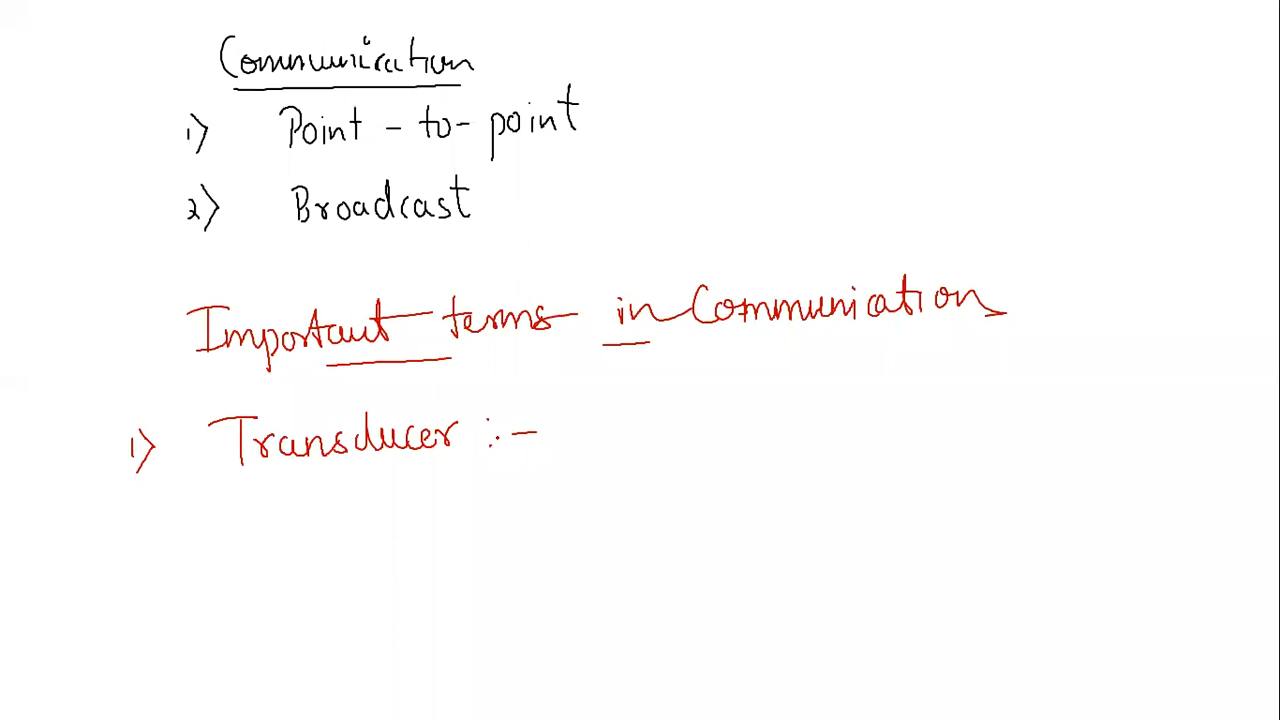 Communication
1) Point - to - point
2) Broadcast
Important terms in Communication
1) Transducer :-